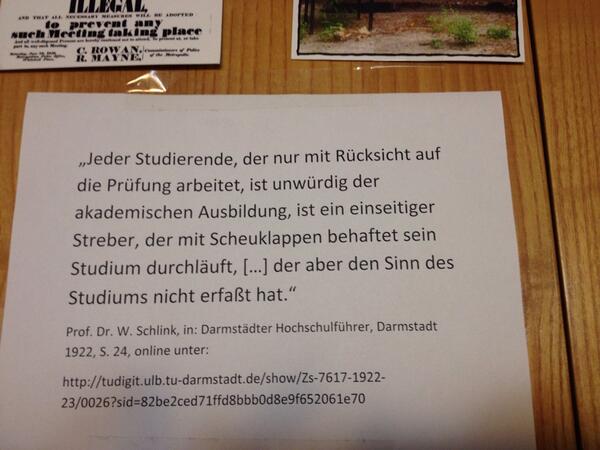 ILLEGAL,
AND THAT ALL NECESSARY MEASURES WILL BE ADOPTED
to prevent any
such Meeting taking place
C. ROWAN,
R. MAYNE,
Commissioners of Police
of the Metropolis.
„Jeder Studierende, der nur mit Rücksicht auf
die Prüfung arbeitet, ist unwürdig der
akademischen Ausbildung, ist ein einseitiger
Streber, der mit Scheuklappen behaftet sein
Studium durchläuft, […] der aber den Sinn des
Studiums nicht erfaßt hat.“
Prof. Dr. W. Schlink, in: Darmstädter Hochschulführer, Darmstadt
1922, S. 24, online unter:
http://tudigit.ulb.tu-darmstadt.de/show/Zs-7617-1922-
23/0026?sid=82be2ced71ffd8bbb0d8e9f652061e70